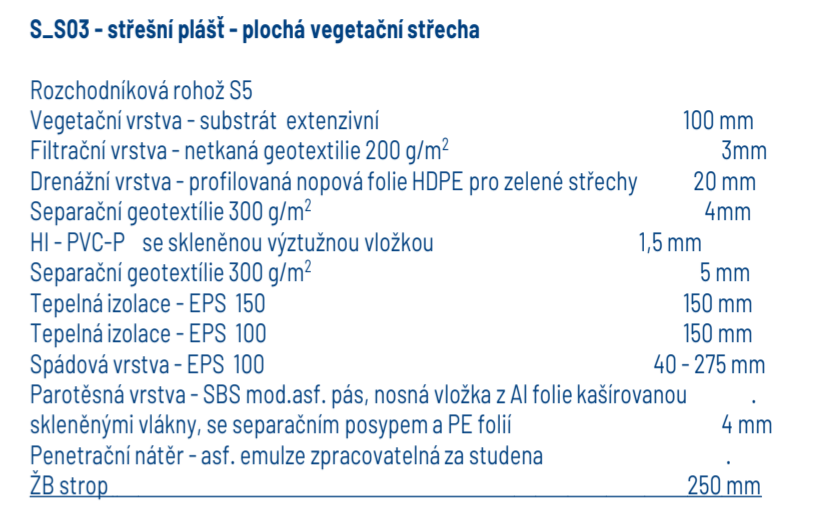 S_S03 - střešní plášť - plochá vegetační střecha
Rozchodníková rohož S5
Vegetační vrstva - substrát extenzivní 100 mm
Filtrační vrstva - netkaná geotextilie 200 g/m² 3mm
Drenážní vrstva - profilovaná nopová folie HDPE pro zelené střechy 20 mm
Separační geotextílie 300 g/m² 4mm
HI - PVC-P se skleněnou výztužnou vložkou 1,5 mm
Separační geotextílie 300 g/m² 5 mm
Tepelná izolace - EPS 150 150 mm
Tepelná izolace - EPS 100 150 mm
Spádová vrstva - EPS 100 40 - 275 mm
Parotěsná vrstva - SBS mod.asf. pás, nosná vložka z Al folie kašírovanou .
skleněnými vlákny, se separačním posypem a PE folií 4 mm
Penetrační nátěr - asf. emulze zpracovatelná za studena .
ŽB strop 250 mm